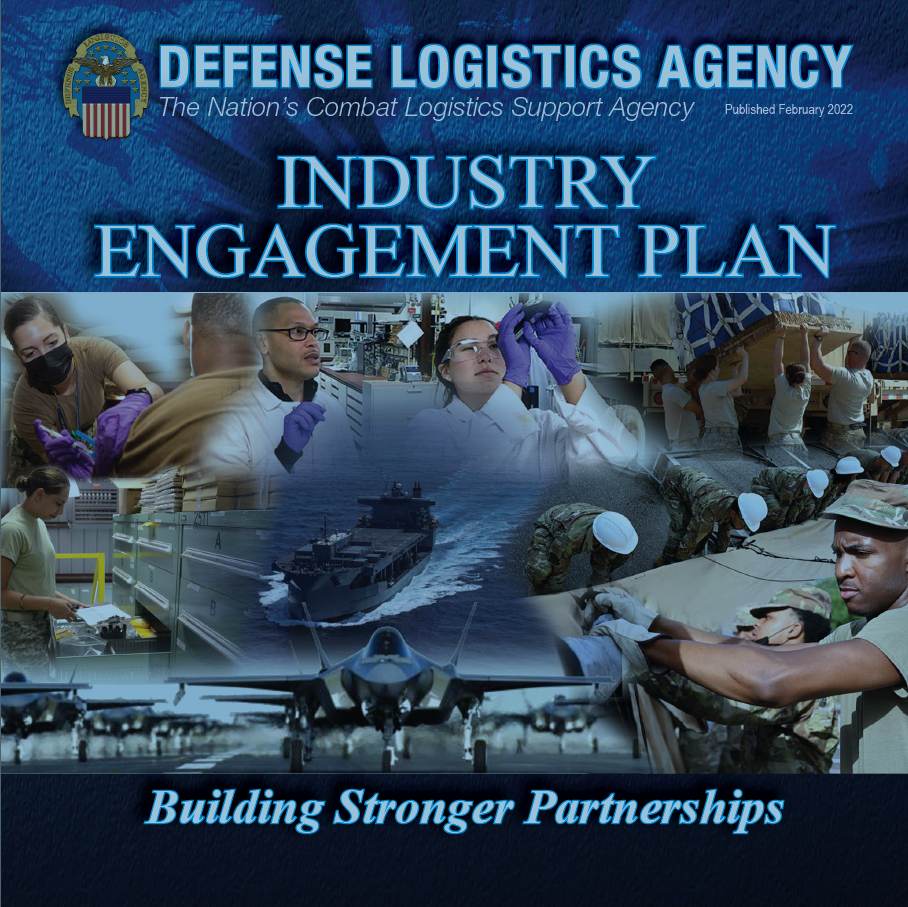 DEFENSE LOGISTICS AGENCY
The Nation's Combat Logistics Support Agency
Published February 2022
INDUSTRY
ENGAGEMENT PLAN
A
B
Building Stronger Partnerships